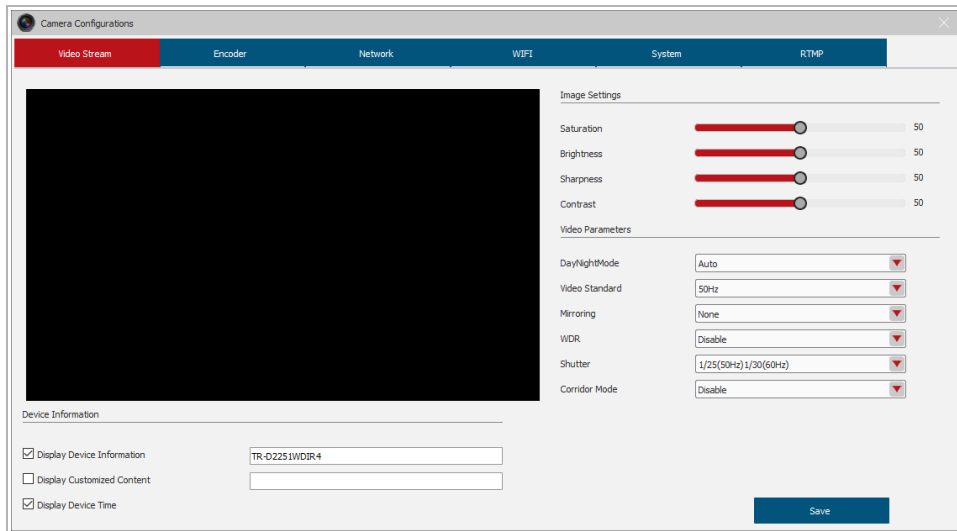 Camera Configurations
Video Stream Encoder Network WIFI System RTMP
Image Settings
Saturation 50
Brightness 50
Sharpness 50
Contrast 50
Video Parameters
DayNightMode Auto
Video Standard 50Hz
Mirroring None
WDR Disable
Shutter 1/25(50Hz)1/30(60Hz)
Corridor Mode Disable
Device Information
Display Device Information TR-D2251WDIR4
Display Customized Content
Display Device Time
Save